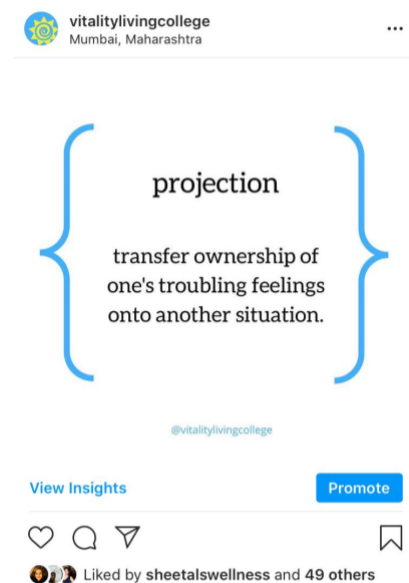 vitalitylivingcollege
Mumbai, Maharashtra
projection
transfer ownership of
one's troubling feelings
onto another situation.
@vitalitylivingcollege
View Insights
Promote
Liked by sheetalswellness and 49 others